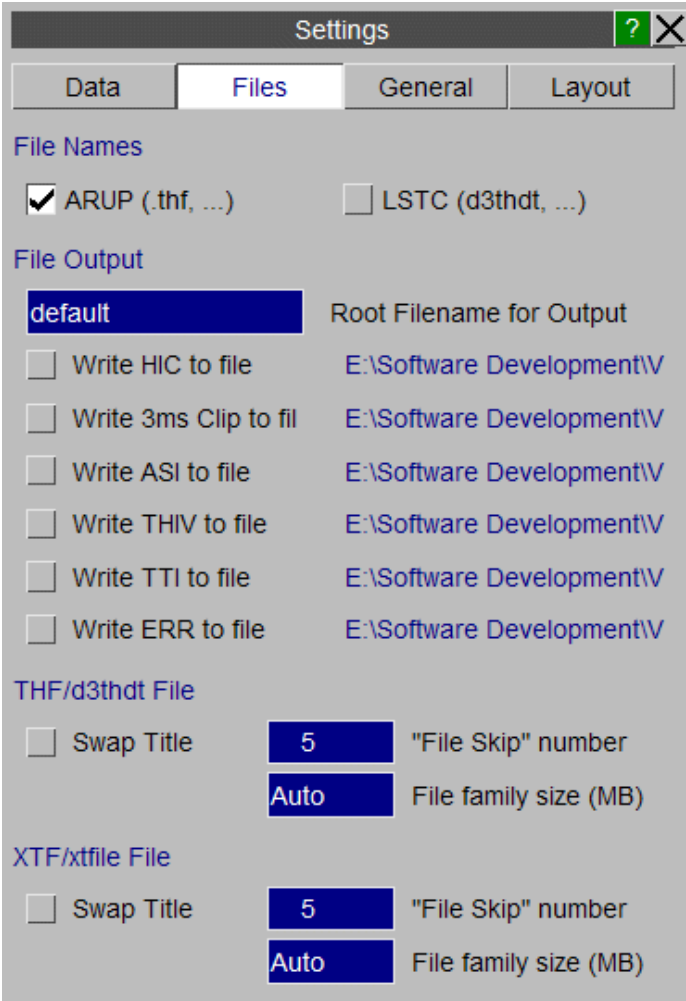 Settings ?
Data Files General Layout
File Names
ARUP (.thf, ...) LSTC (d3thdt, ...)
File Output
default Root Filename for Output
Write HIC to file E:\Software Development\V
Write 3ms Clip to fil E:\Software Development\V
Write ASI to file E:\Software Development\V
Write THIV to file E:\Software Development\V
Write TTI to file E:\Software Development\V
Write ERR to file E:\Software Development\V
THF/d3thdt File
Swap Title 5 "File Skip" number
Auto File family size (MB)
XTF/xtfile File
Swap Title 5 "File Skip" number
Auto File family size (MB)